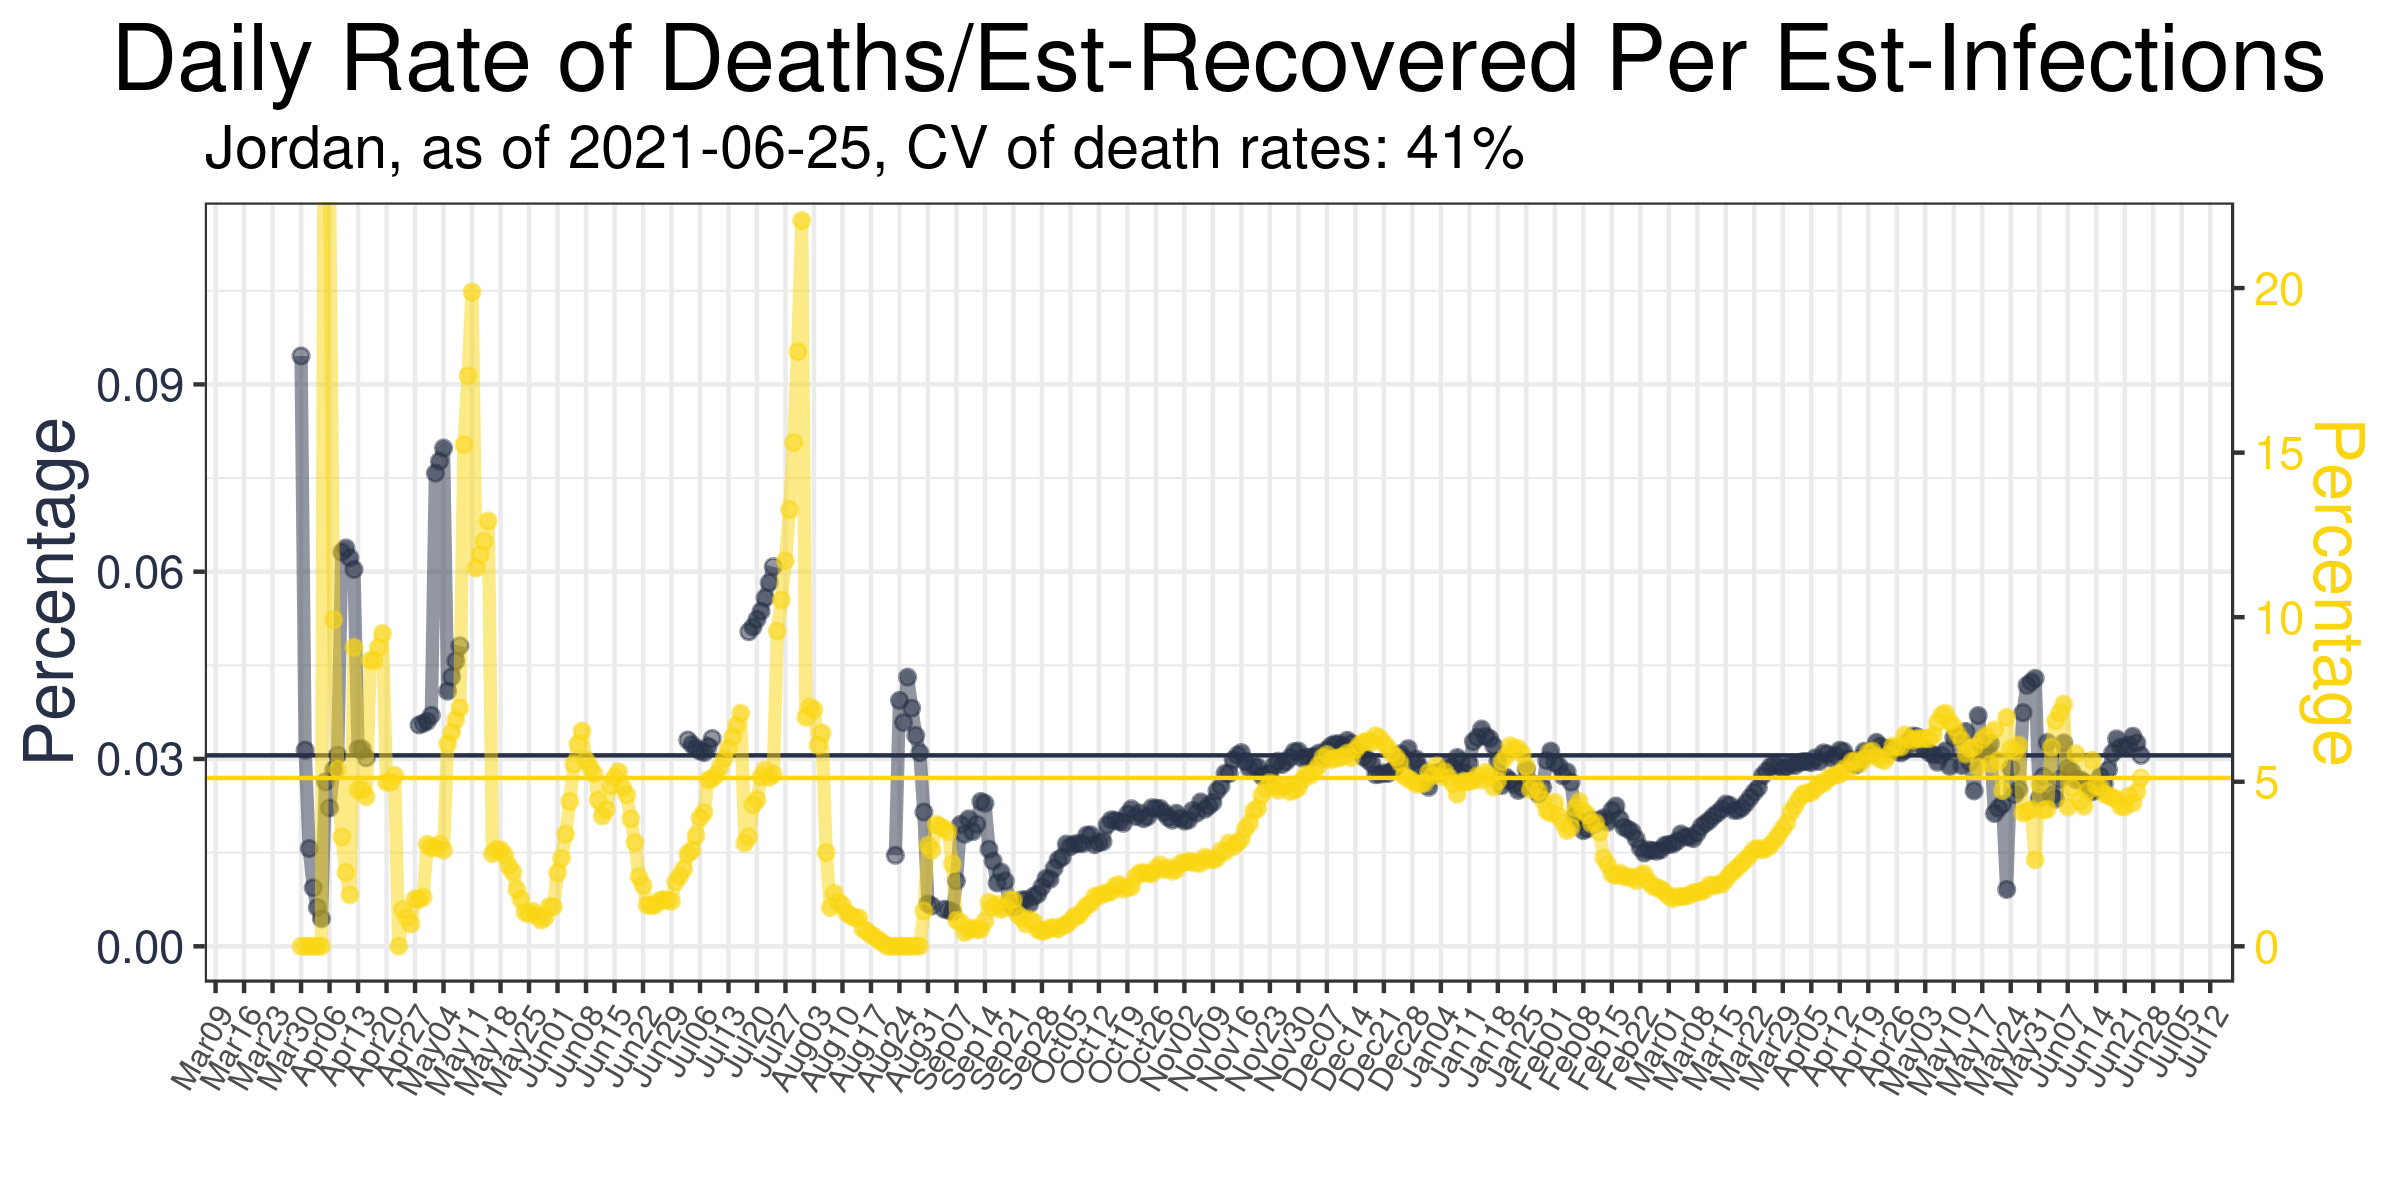 Daily Rate of Deaths/Est-Recovered Per Est-Infections
Jordan, as of 2021-06-25, CV of death rates: 41%
Percentage
0.09
0.06
0.03
0.00
20
15
10
5
0
Percentage
Mar09
Mar16
Mar23
Mar30
Apr06
Apr13
Apr20
Apr27
May04
May11
May18
May25
Jun01
Jun08
Jun15
Jun22
Jun29
Jul06
Jul13
Jul20
Jul27
Aug03
Aug10
Aug17
Aug24
Aug31
Sep07
Sep14
Sep21
Sep28
Oct05
Oct12
Oct19
Oct26
Nov02
Nov09
Nov16
Nov23
Nov30
Dec07
Dec14
Dec21
Dec28
Jan04
Jan11
Jan18
Jan25
Feb01
Feb08
Feb15
Feb22
Mar01
Mar08
Mar15
Mar22
Mar29
Apr05
Apr12
Apr19
Apr26
May03
May10
May17
May24
May31
Jun07
Jun14
Jun21
Jun28
Jul05
Jul12